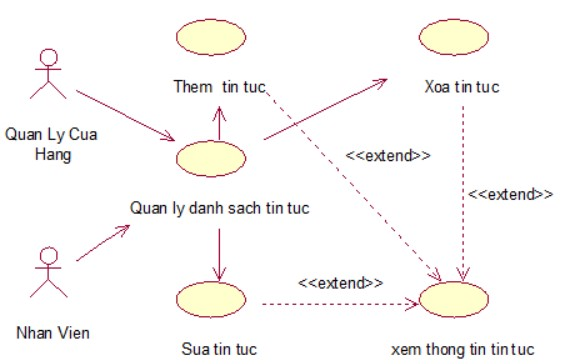 Them tin tuc
Xoa tin tuc
Quan Ly Cua
Hang
<<extend>>
<<extend>>
Quan ly danh sach tin tuc
<<extend>>
Nhan Vien
Sua tin tuc
xem thong tin tin tuc